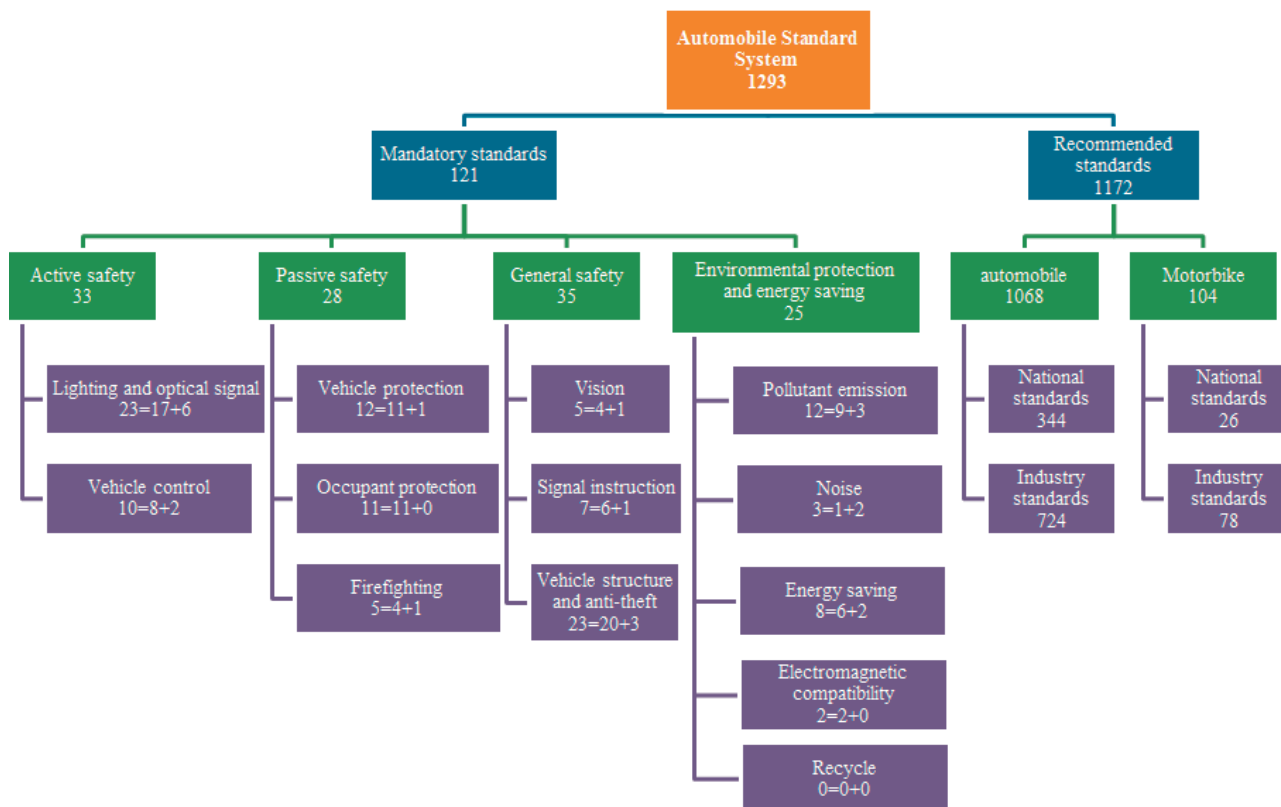 Automobile Standard
System
1293
Mandatory standards
121
Recommended
standards
1172
Active safety
33
Passive safety
28
General safety
35
Environmental protection
and energy saving
25
automobile
1068
Motorbike
104
Lighting and optical signal
23=17+6
Vehicle control
10=8+2
Vehicle protection
12=11+1
Occupant protection
11=11+0
Firefighting
5=4+1
Vision
5=4+1
Signal instruction
7=6+1
Vehicle structure
and anti-theft
23=20+3
Pollutant emission
12=9+3
Noise
3=1+2
Energy saving
8=6+2
Electromagnetic
compatibility
2=2+0
Recycle
0=0+0
National
standards
344
Industry
standards
724
National
standards
26
Industry
standards
78